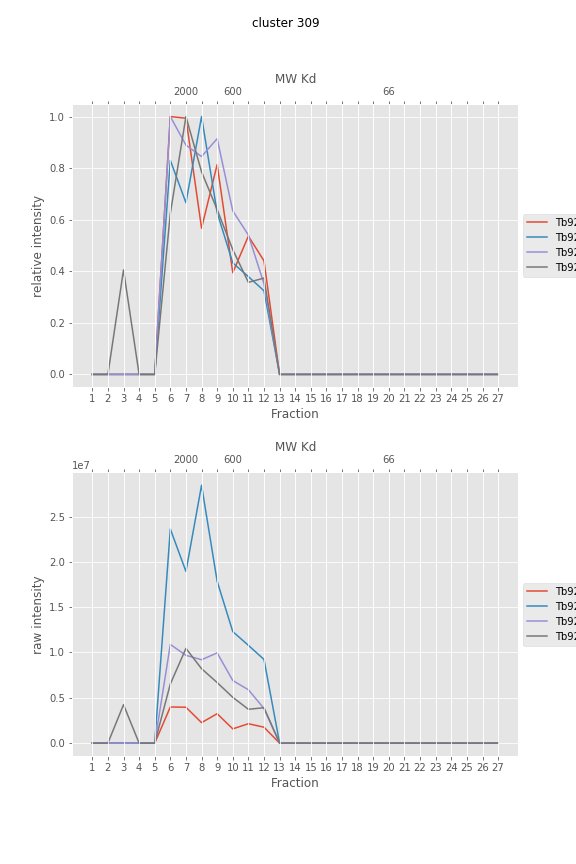 cluster 309
MW Kd
2000 600 66
1.0
0.8
0.6
0.4
0.2
0.0
relative intensity
Tb92
Tb92
Tb92
Tb92
1 2 3 4 5 6 7 8 9 10 11 12 13 14 15 16 17 18 19 20 21 22 23 24 25 26 27
Fraction
MW Kd
2000 600 66
1e7
2.5
2.0
1.5
1.0
0.5
0.0
raw intensity
Tb92
Tb92
Tb92
Tb92
1 2 3 4 5 6 7 8 9 10 11 12 13 14 15 16 17 18 19 20 21 22 23 24 25 26 27
Fraction